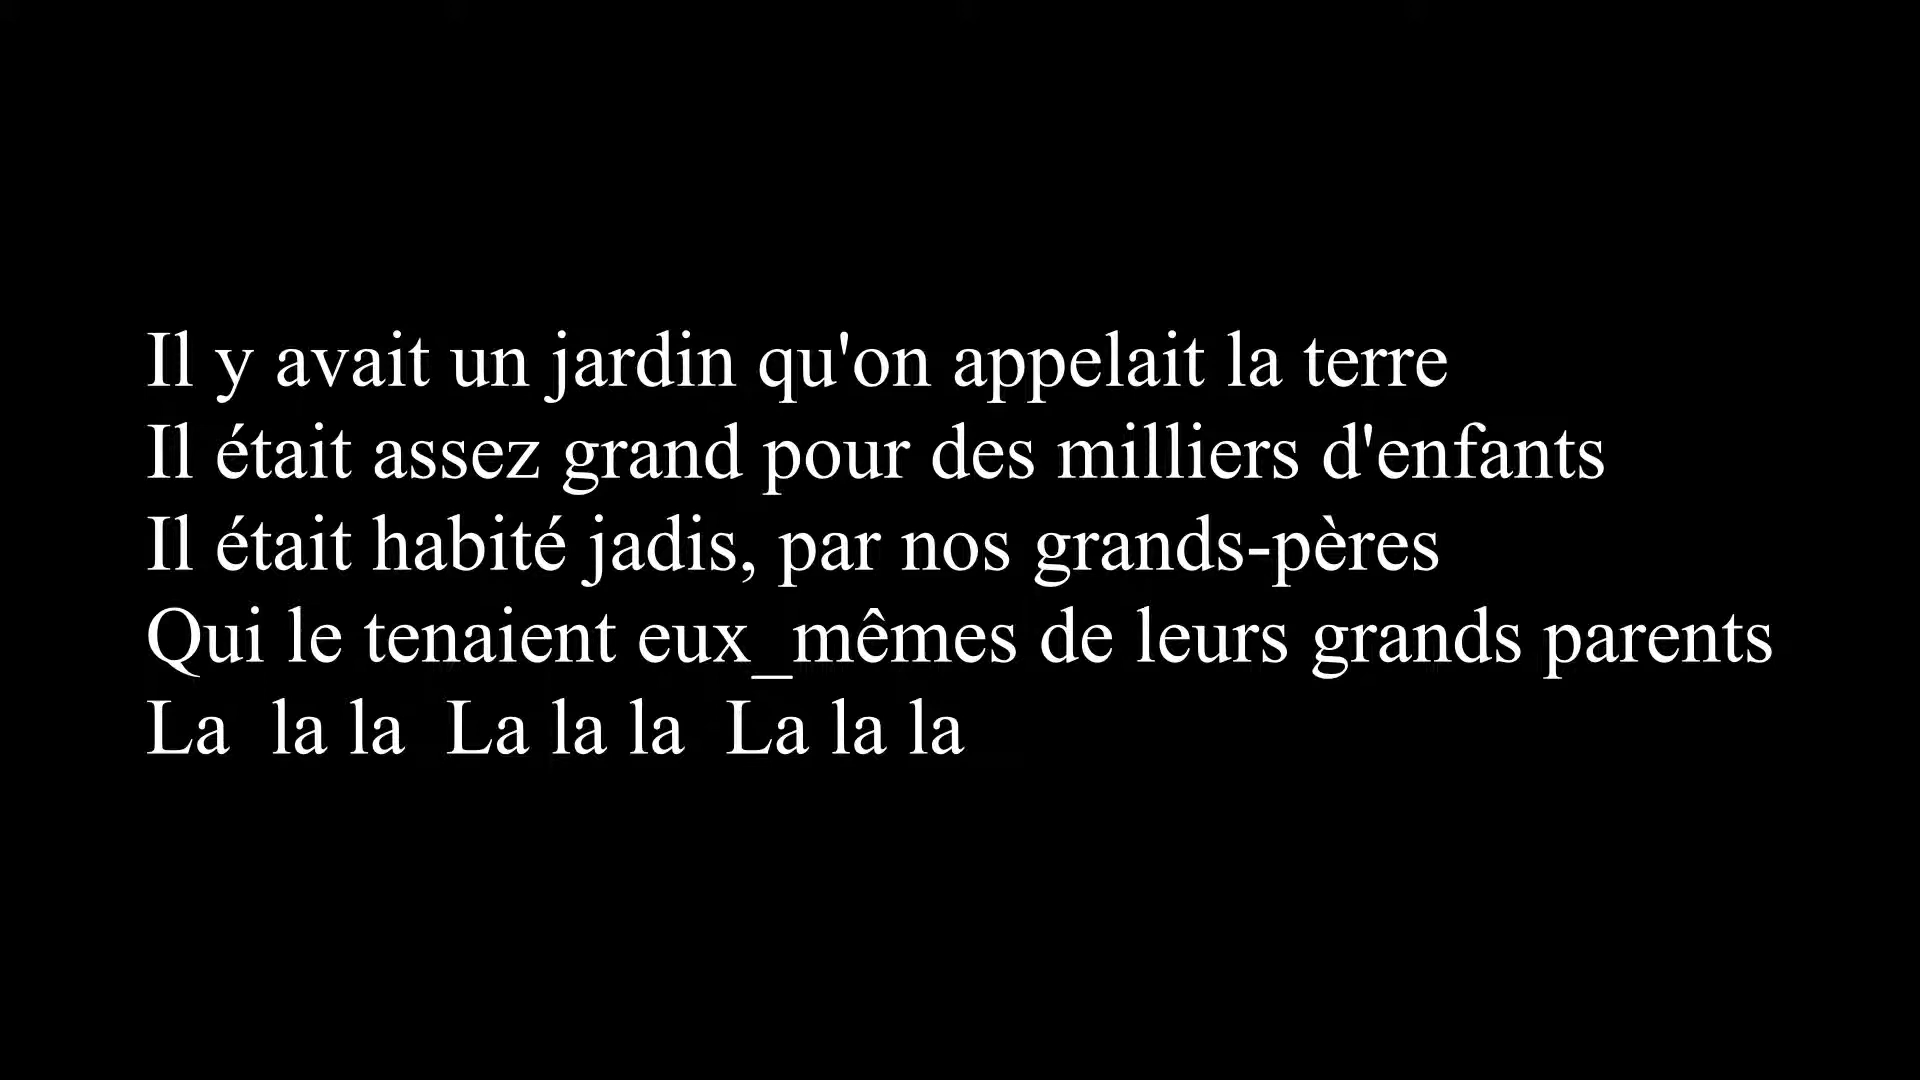 Il y avait un jardin qu'on appelait la terre
Il était assez grand pour des milliers d'enfants
Il était habité jadis, par nos grands-pères
Qui le tenaient eux_mêmes de leurs grands parents
La  la la  La la la  La la la